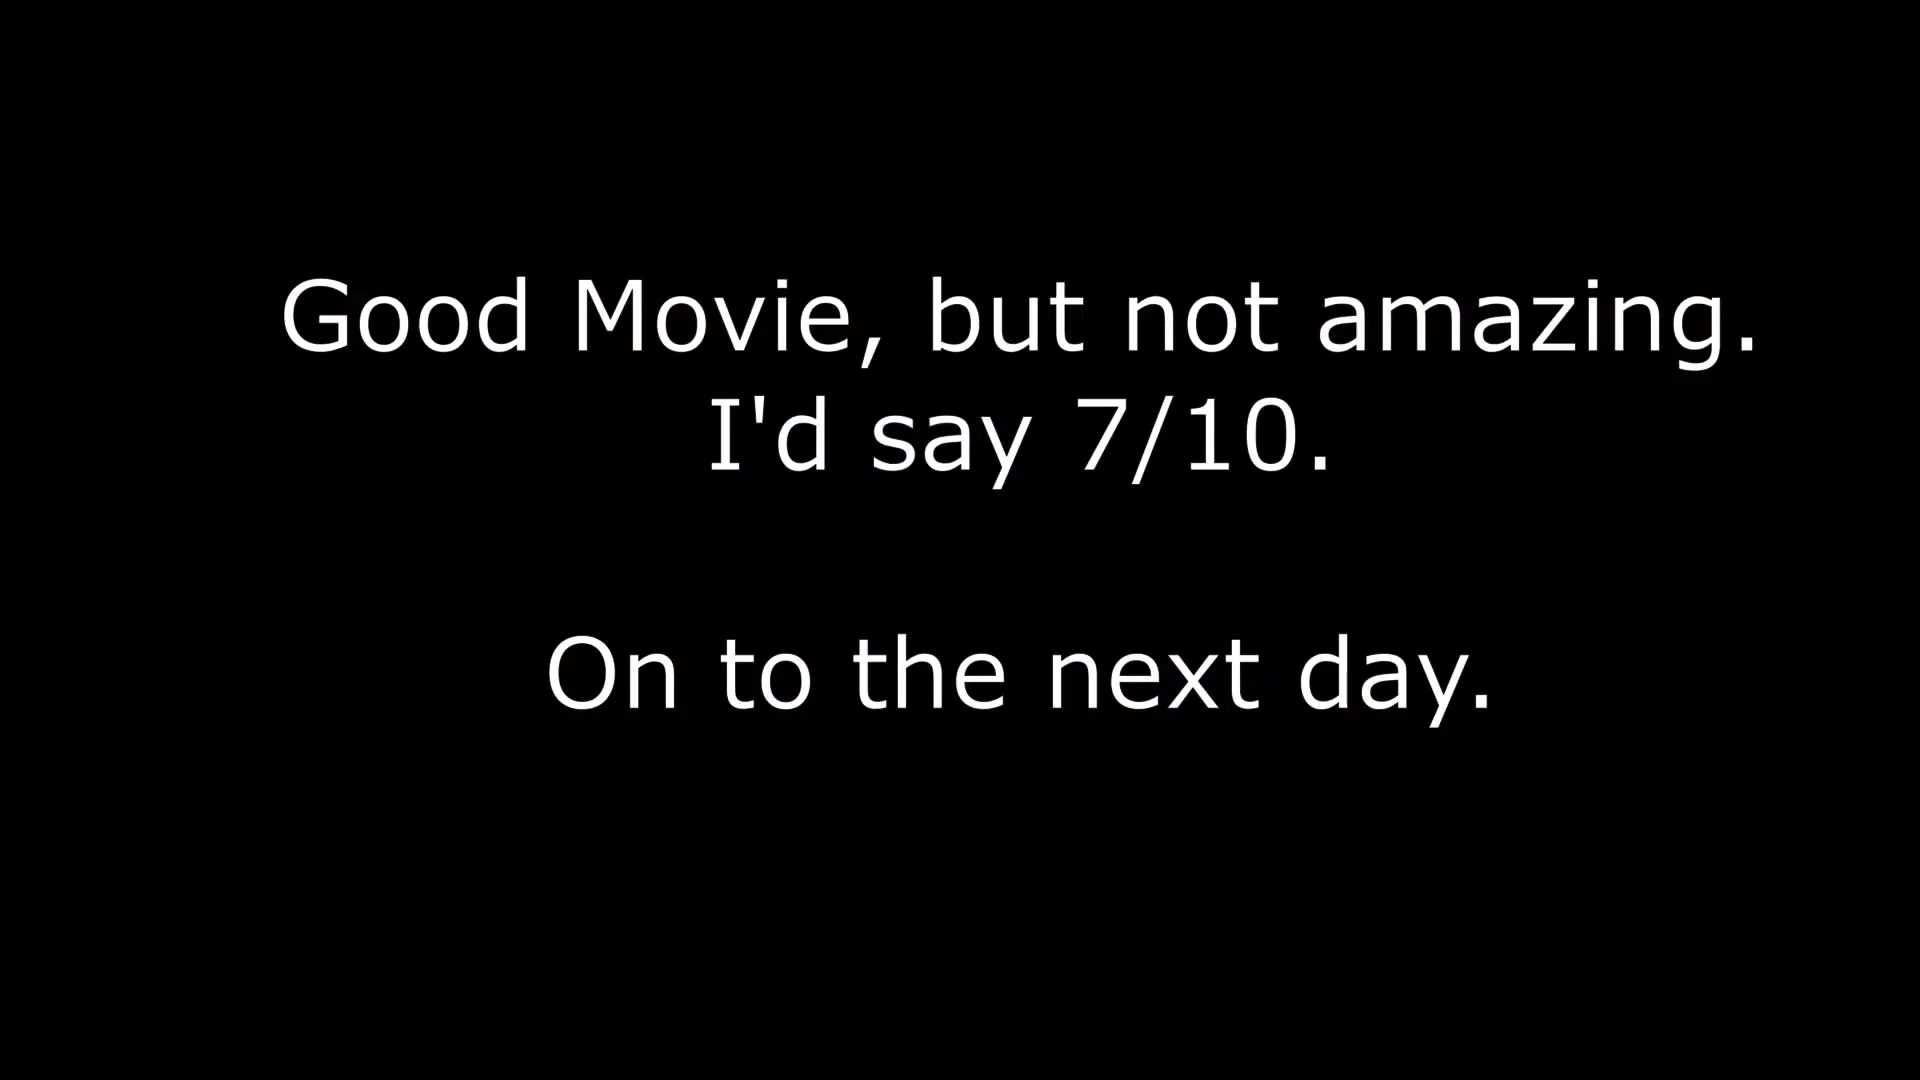 Good Movie, but not amazing.
I'd say 7/10.
On to the next day.